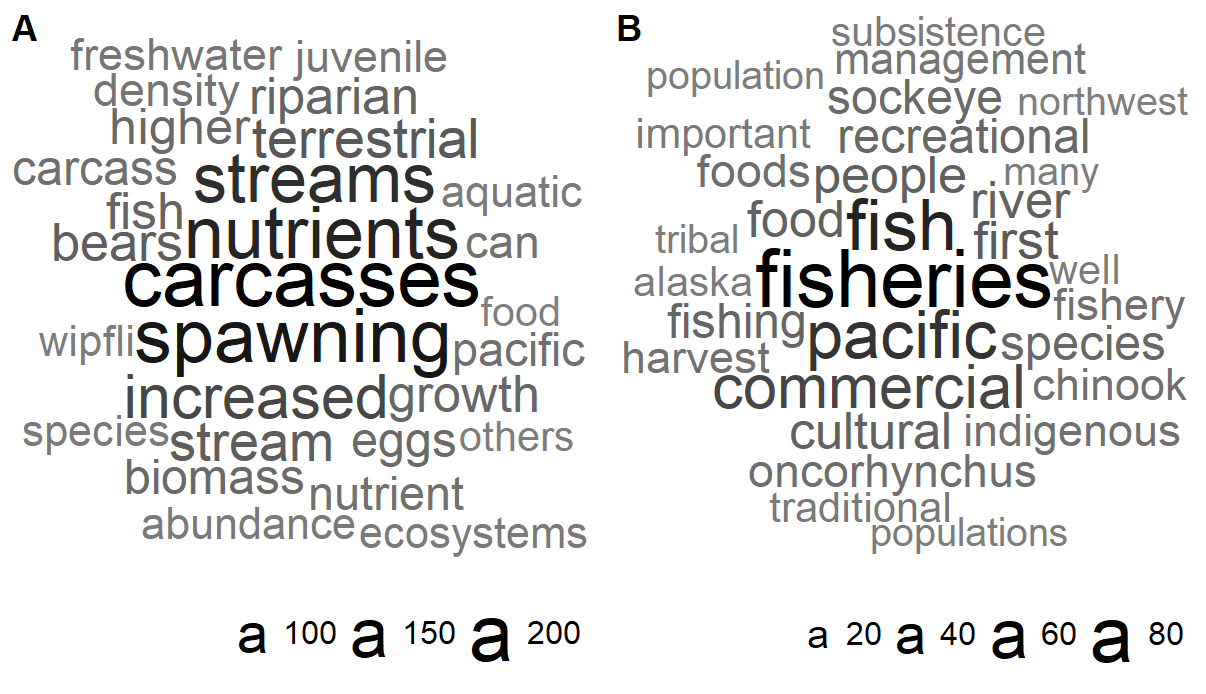 A
freshwater juvenile
density riparian
higher terrestrial
carcass streams aquatic
fish nutrients can
bears
carcasses
food
wipfli spawning pacific
increased growth
species stream eggs others
biomass nutrient
abundance ecosystems
a 100 a 150 a 200
B
subsistence
population management
sockeye northwest
important recreational
foods people many
river
food fish first
tribal
alaska fisheries well
fishery
fishing pacific species
harvest
commercial chinook
cultural indigenous
oncorhynchus
traditional
populations
a 20 a 40 a 60 a 80